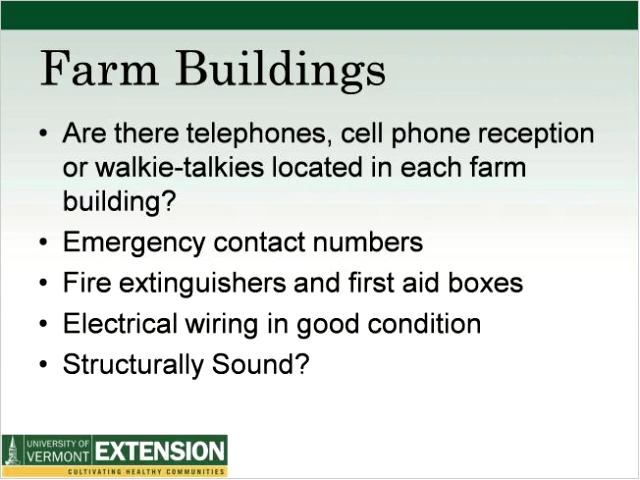 Farm Buildings
• Are there telephones, cell phone reception
or walkie-talkies located in each farm
building?
• Emergency contact numbers
• Fire extinguishers and first aid boxes
• Electrical wiring in good condition
• Structurally Sound?
UNIVERSITY OF
VERMONT EXTENSION
CULTIVATING HEALTHY COMMUNITIES